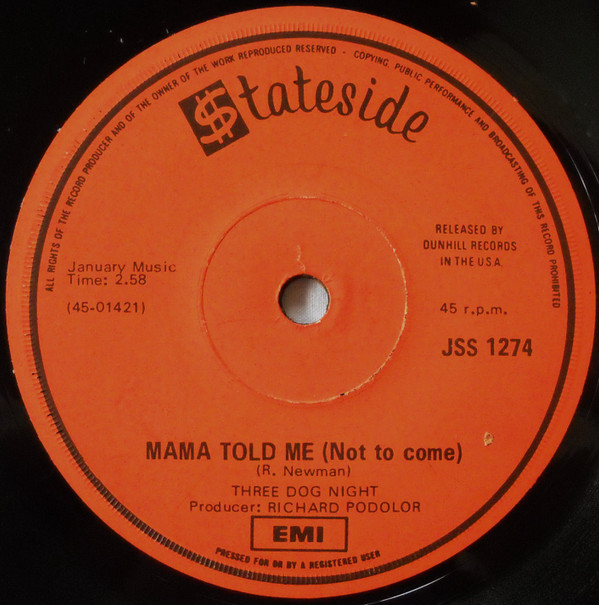 ALL RIGHTS OF THE RECORD PRODUCER AND OF THE OWNER OF THE WORK REPRODUCED RESERVED - COPYING, PUBLIC PERFORMANCE AND BROADCASTING OF THIS RECORD PROHIBITED
$tateside
RELEASED BY
DUNHILL RECORDS
IN THE U.S.A.
January Music
Time: 2.58
(45-01421)
45 r.p.m.
JSS 1274
MAMA TOLD ME (Not to come)
(R. Newman)
THREE DOG NIGHT
Producer: RICHARD PODOLOR
EMI
PRESSED FOR OR BY A REGISTERED USER